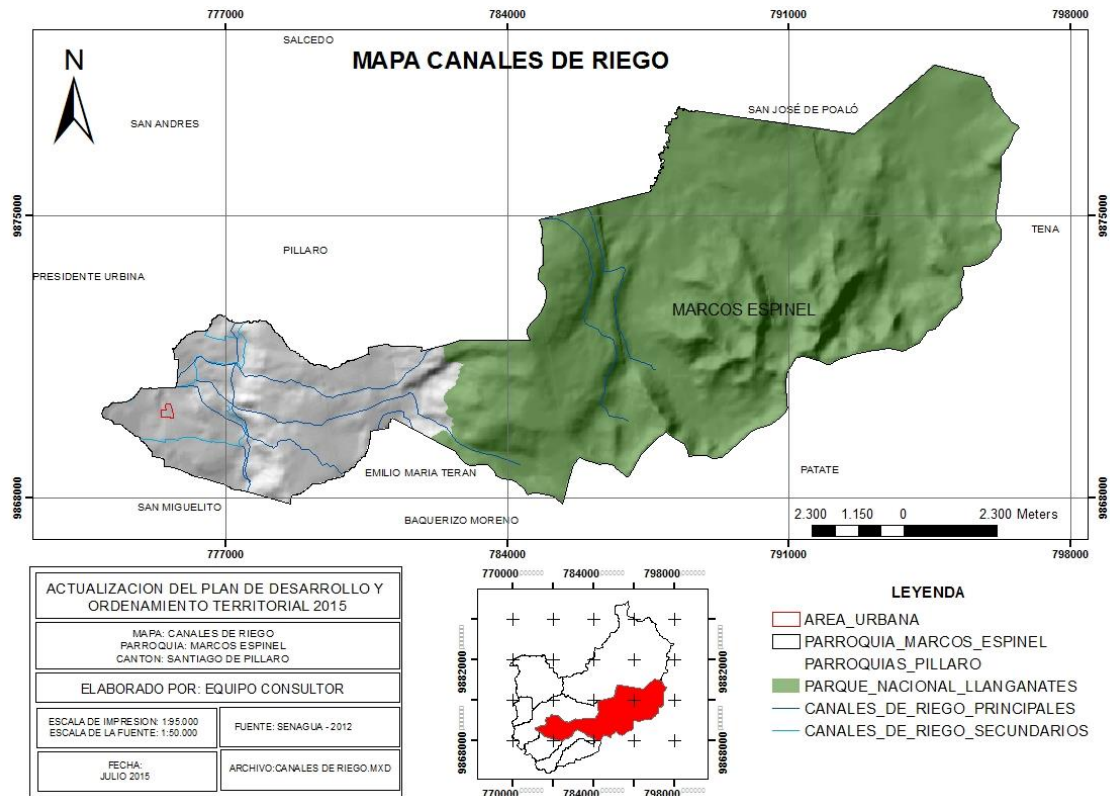 777000 784000 791000 798000
SALCEDO
MAPA CANALES DE RIEGO
N
SAN ANDRES
SAN JOSÉ DE POALÓ
9875000 9875000
TENA
PILLARO
PRESIDENTE URBINA
MARCOS ESPINEL
EMILIO MARIA TERAN
PATATE
9868000 9868000
SAN MIGUELITO
BAQUERIZO MORENO
2.300 1.150 0 2.300 Meters
777000 784000 791000 798000
ACTUALIZACION DEL PLAN DE DESARROLLO Y
ORDENAMIENTO TERRITORIAL 2015
MAPA: CANALES DE RIEGO
PARROQUIA: MARCOS ESPINEL
CANTON: SANTIAGO DE PILLARO
ELABORADO POR: EQUIPO CONSULTOR
ESCALA DE IMPRESION: 1:95.000
ESCALA DE LA FUENTE: 1:50.000
FUENTE: SENAGUA - 2012
FECHA:
JULIO 2015
ARCHIVO:CANALES DE RIEGO.MXD
770000 784000 798000
9882000 9882000
9868000 9868000
770000 784000 798000
LEYENDA
AREA_URBANA
PARROQUIA_MARCOS_ESPINEL
PARROQUIAS_PILLARO
PARQUE_NACIONAL_LLANGANATES
CANALES_DE_RIEGO_PRINCIPALES
CANALES_DE_RIEGO_SECUNDARIOS